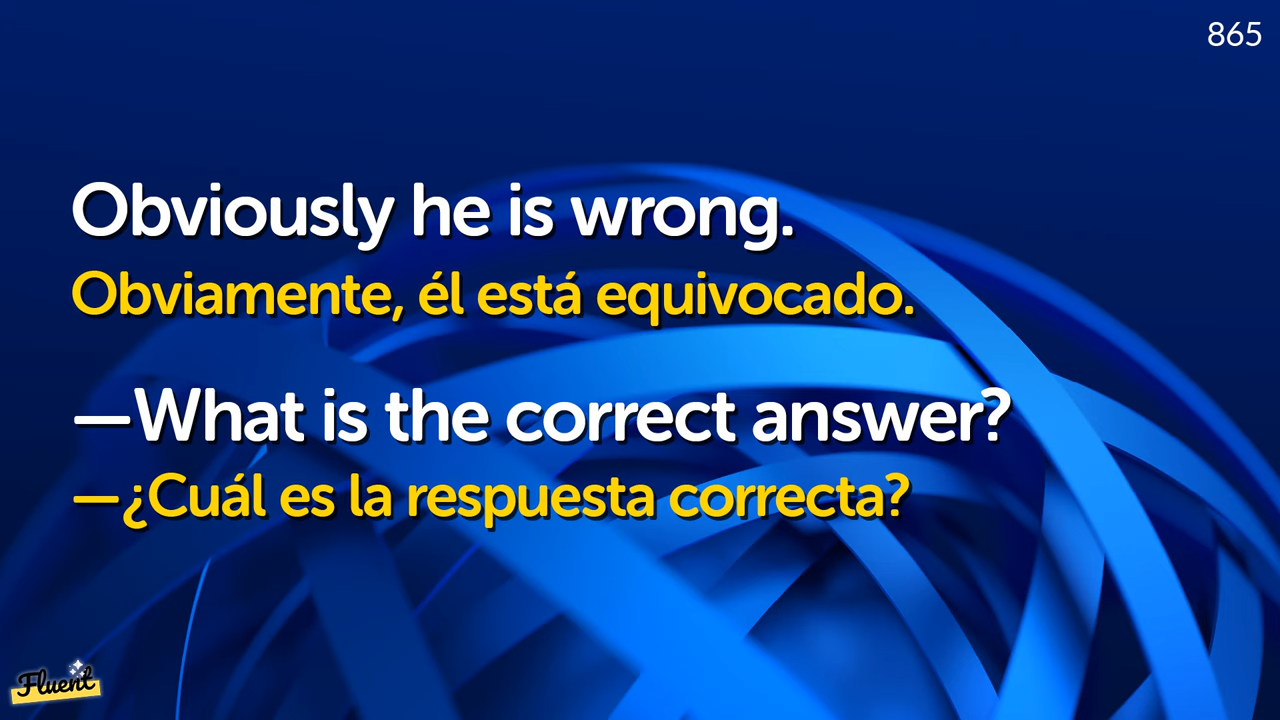 865
Obviously he is wrong.
Obviamente, él está equivocado.
—What is the correct answer?
—¿Cuál es la respuesta correcta?
Fluent